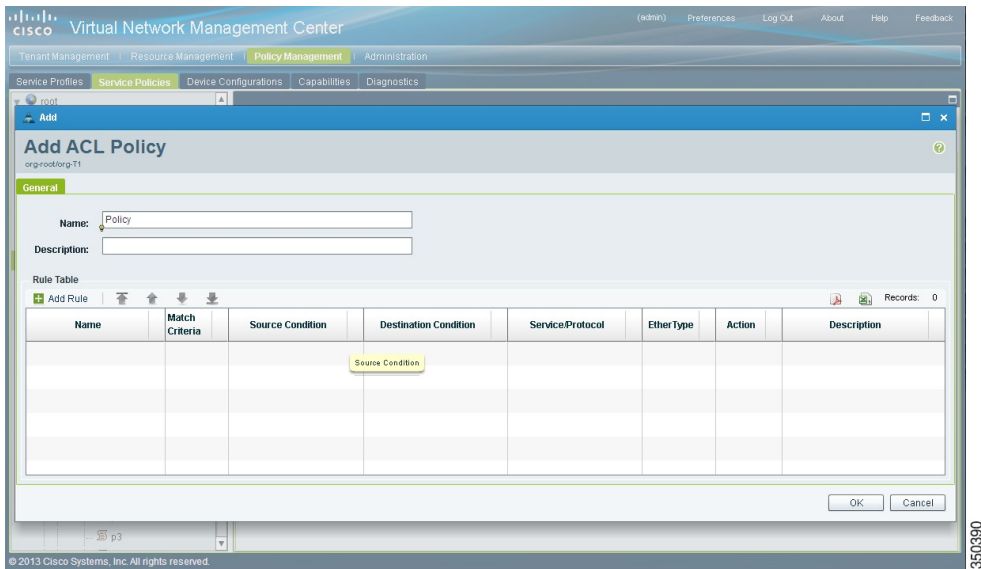 (admin) Preferences Log Out About Help Feedback
CISCO Virtual Network Management Center
Tenant Management | Resource Management | Policy Management | Administration
Service Profiles Service Policies Device Configurations Capabilities Diagnostics
root
Add
Add ACL Policy
org-root/org-T1
General
Name: Policy
Description:
Rule Table
Add Rule Records: 0
Name Match Criteria Source Condition Destination Condition Service/Protocol EtherType Action Description
Source Condition
OK Cancel
p3
© 2013 Cisco Systems, Inc. All rights reserved.
350390